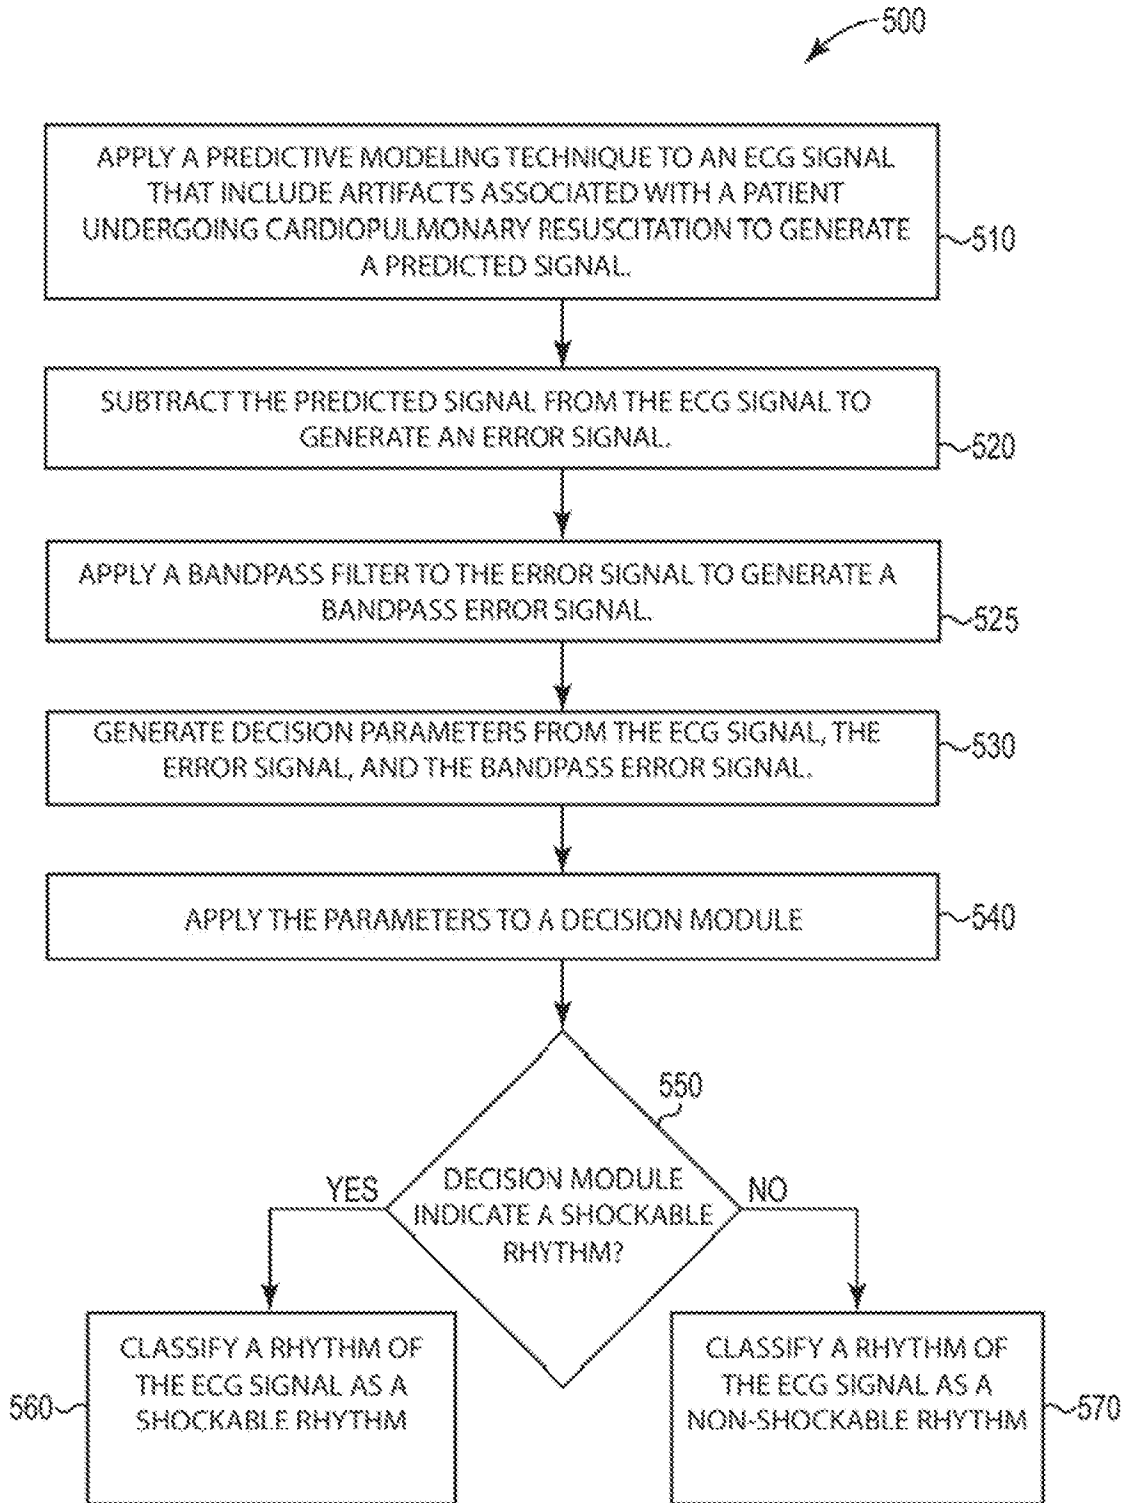 500
APPLY A PREDICTIVE MODELING TECHNIQUE TO AN ECG SIGNAL
THAT INCLUDE ARTIFACTS ASSOCIATED WITH A PATIENT
UNDERGOING CARDIOPULMONARY RESUSCITATION TO GENERATE
A PREDICTED SIGNAL.
510
SUBTRACT THE PREDICTED SIGNAL FROM THE ECG SIGNAL TO
GENERATE AN ERROR SIGNAL.
520
APPLY A BANDPASS FILTER TO THE ERROR SIGNAL TO GENERATE A
BANDPASS ERROR SIGNAL.
525
GENERATE DECISION PARAMETERS FROM THE ECG SIGNAL, THE
ERROR SIGNAL, AND THE BANDPASS ERROR SIGNAL.
530
APPLY THE PARAMETERS TO A DECISION MODULE
540
550
YES
DECISION MODULE
INDICATE A SHOCKABLE
RHYTHM?
NO
CLASSIFY A RHYTHM OF
THE ECG SIGNAL AS A
SHOCKABLE RHYTHM
560
CLASSIFY A RHYTHM OF
THE ECG SIGNAL AS A
NON-SHOCKABLE RHYTHM
570